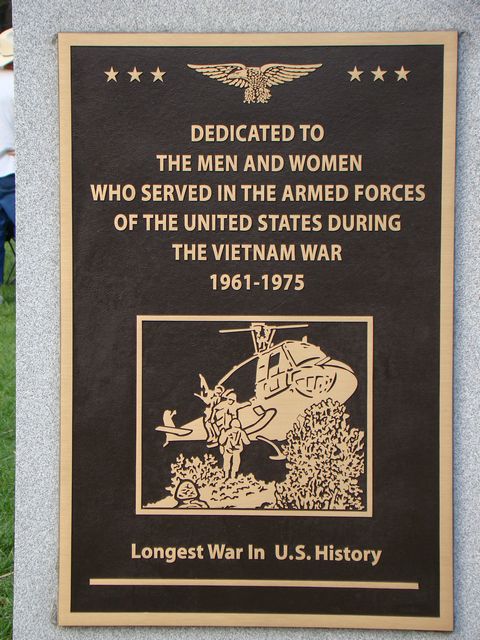 DEDICATED TO
THE MEN AND WOMEN
WHO SERVED IN THE ARMED FORCES
OF THE UNITED STATES DURING
THE VIETNAM WAR
1961-1975
Longest War In U.S. History